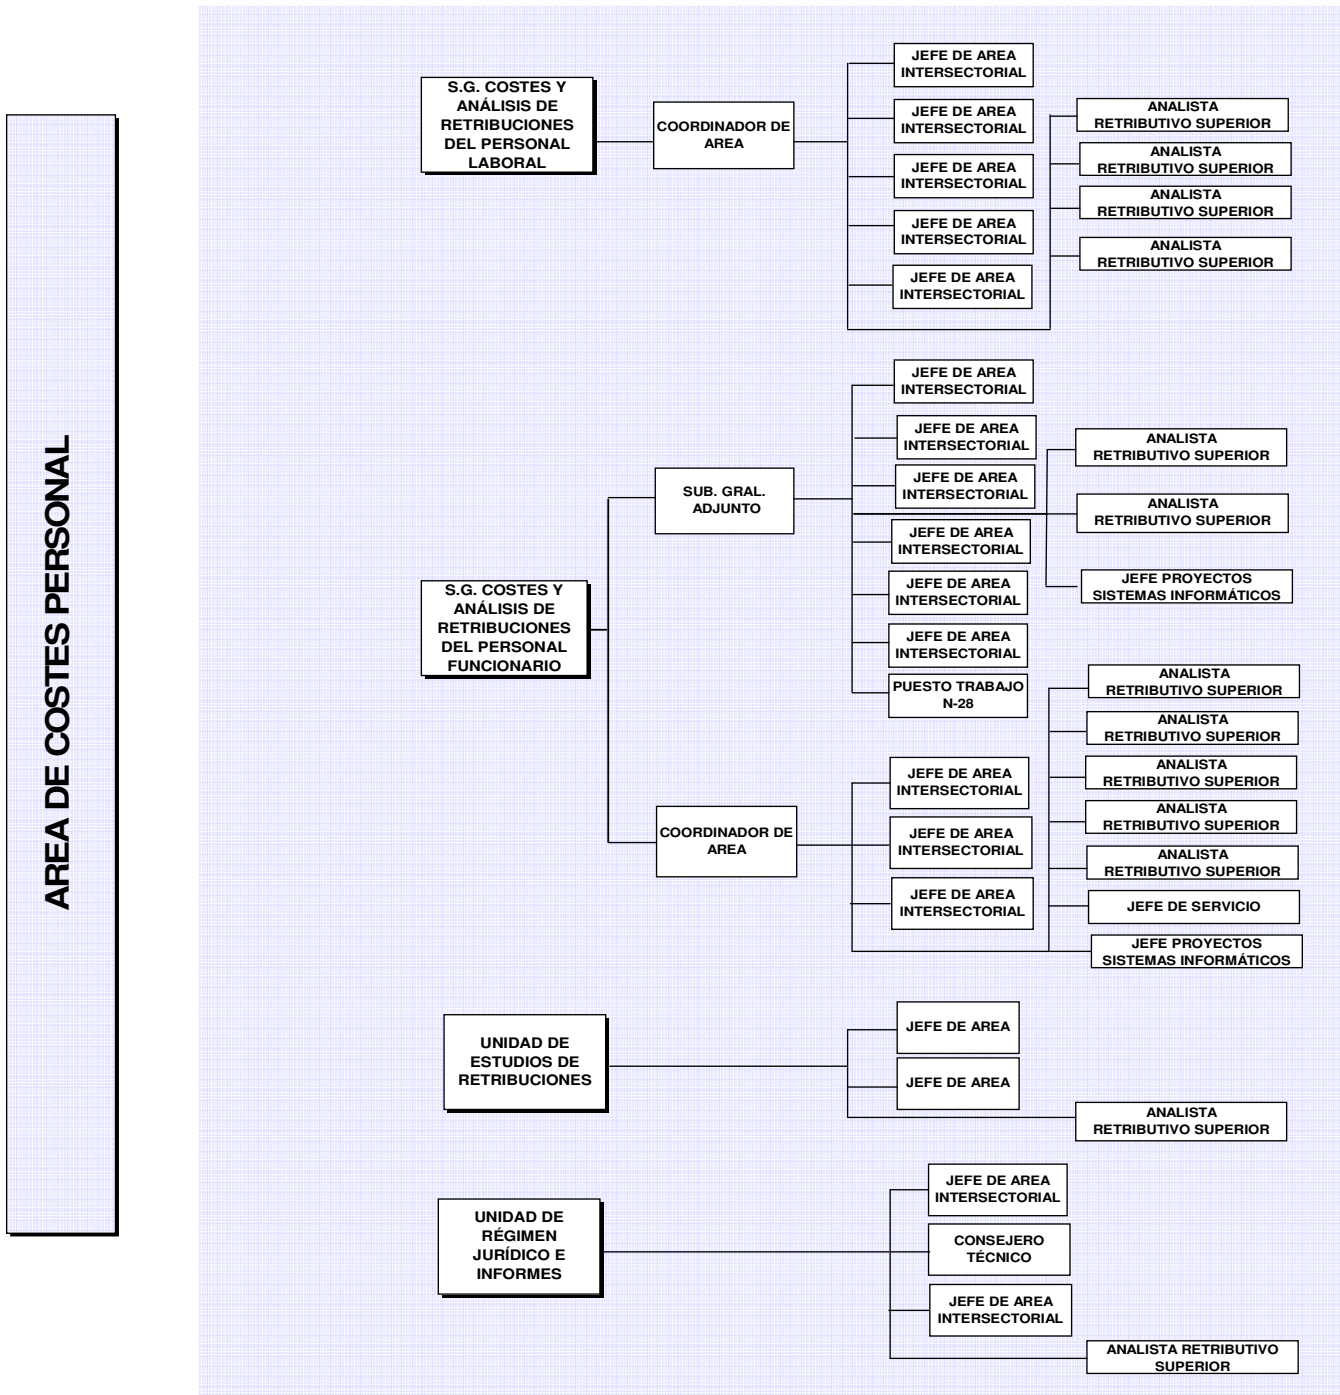 AREA DE COSTES PERSONAL
S.G. COSTES Y
ANÁLISIS DE
RETRIBUCIONES
DEL PERSONAL
LABORAL
COORDINADOR DE
AREA
JEFE DE AREA
INTERSECTORIAL
JEFE DE AREA
INTERSECTORIAL
JEFE DE AREA
INTERSECTORIAL
JEFE DE AREA
INTERSECTORIAL
JEFE DE AREA
INTERSECTORIAL
ANALISTA
RETRIBUTIVO SUPERIOR
ANALISTA
RETRIBUTIVO SUPERIOR
ANALISTA
RETRIBUTIVO SUPERIOR
ANALISTA
RETRIBUTIVO SUPERIOR
S.G. COSTES Y
ANÁLISIS DE
RETRIBUCIONES
DEL PERSONAL
FUNCIONARIO
SUB. GRAL.
ADJUNTO
JEFE DE AREA
INTERSECTORIAL
JEFE DE AREA
INTERSECTORIAL
JEFE DE AREA
INTERSECTORIAL
JEFE DE AREA
INTERSECTORIAL
JEFE DE AREA
INTERSECTORIAL
JEFE DE AREA
INTERSECTORIAL
PUESTO TRABAJO
N-28
ANALISTA
RETRIBUTIVO SUPERIOR
ANALISTA
RETRIBUTIVO SUPERIOR
JEFE PROYECTOS
SISTEMAS INFORMÁTICOS
COORDINADOR DE
AREA
JEFE DE AREA
INTERSECTORIAL
JEFE DE AREA
INTERSECTORIAL
JEFE DE AREA
INTERSECTORIAL
ANALISTA
RETRIBUTIVO SUPERIOR
ANALISTA
RETRIBUTIVO SUPERIOR
ANALISTA
RETRIBUTIVO SUPERIOR
ANALISTA
RETRIBUTIVO SUPERIOR
ANALISTA
RETRIBUTIVO SUPERIOR
JEFE DE SERVICIO
JEFE PROYECTOS
SISTEMAS INFORMÁTICOS
UNIDAD DE
ESTUDIOS DE
RETRIBUCIONES
JEFE DE AREA
JEFE DE AREA
ANALISTA
RETRIBUTIVO SUPERIOR
UNIDAD DE
RÉGIMEN
JURÍDICO E
INFORMES
JEFE DE AREA
INTERSECTORIAL
CONSEJERO
TÉCNICO
JEFE DE AREA
INTERSECTORIAL
ANALISTA RETRIBUTIVO
SUPERIOR